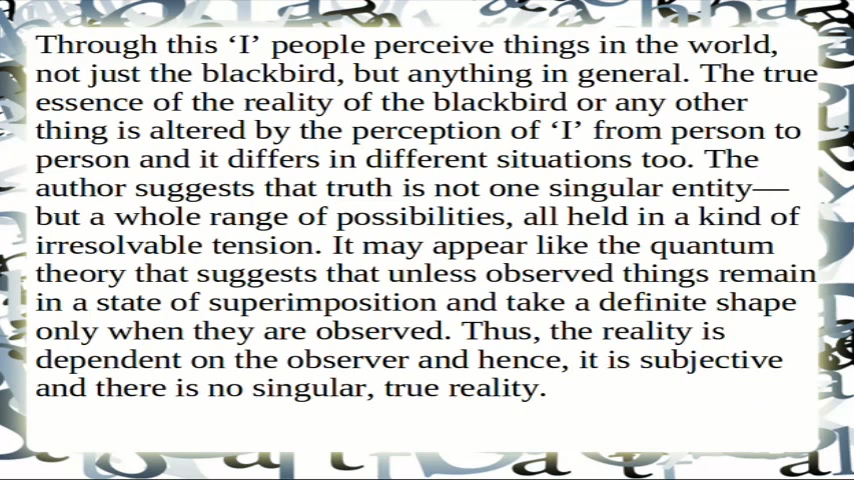 Through this ‘I’ people perceive things in the world,
not just the blackbird, but anything in general. The true
essence of the reality of the blackbird or any other
thing is altered by the perception of ‘I’ from person to
person and it differs in different situations too. The
author suggests that truth is not one singular entity—
but a whole range of possibilities, all held in a kind of
irresolvable tension. It may appear like the quantum
theory that suggests that unless observed things remain
in a state of superimposition and take a definite shape
only when they are observed. Thus, the reality is
dependent on the observer and hence, it is subjective
and there is no singular, true reality.